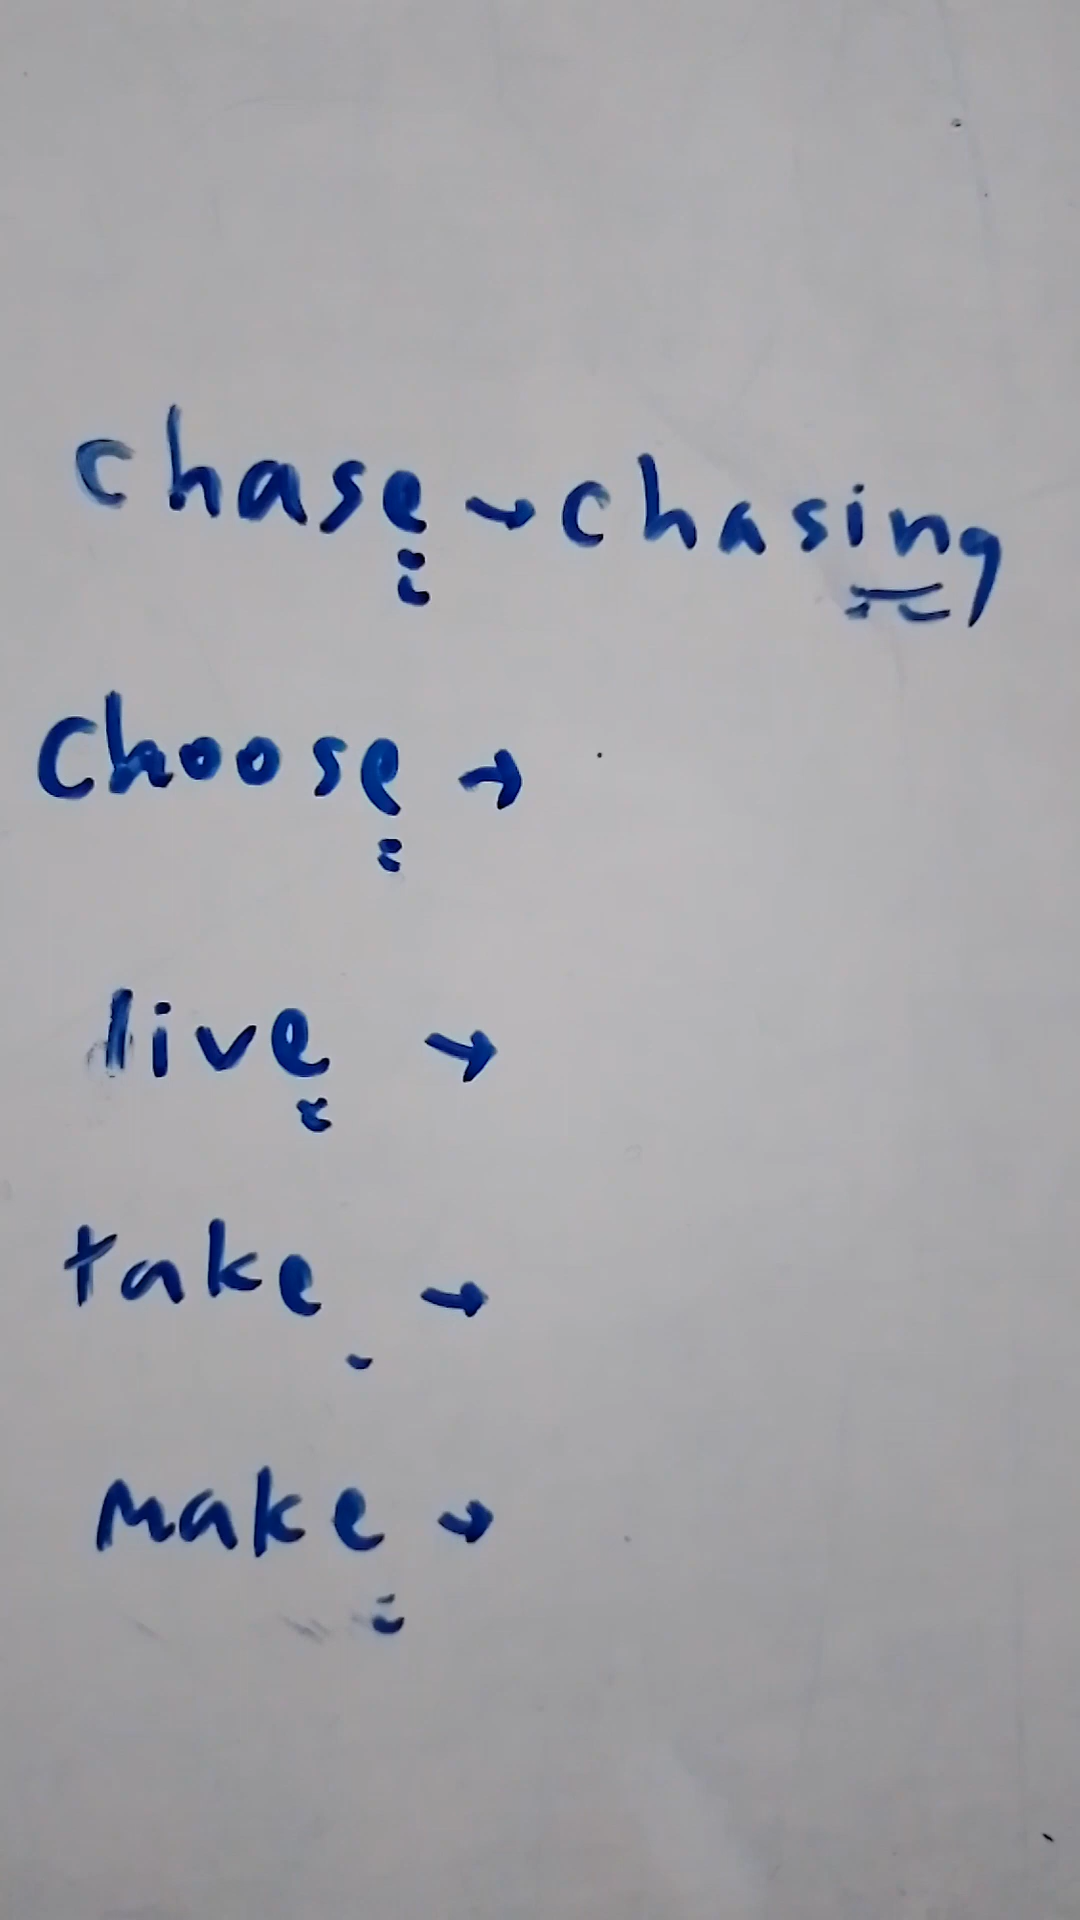 chase → chasing
choose →
live →
take →
make →